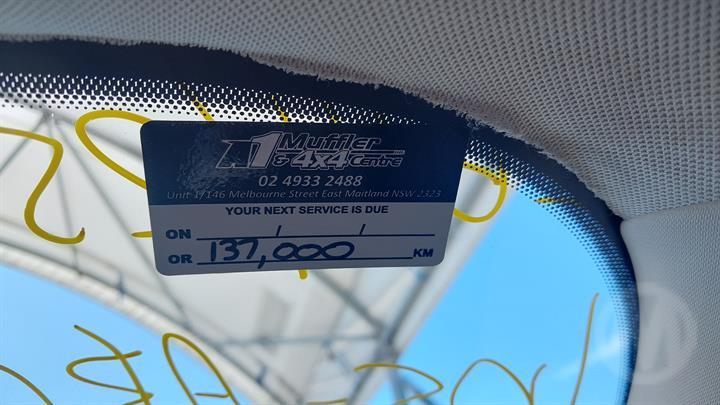 A1 Muffler
& 4x4 Centre
02 4933 2488
Unit 1/146 Melbourne Street East Maitland NSW 2323
YOUR NEXT SERVICE IS DUE
ON / /
OR 137,000 KM